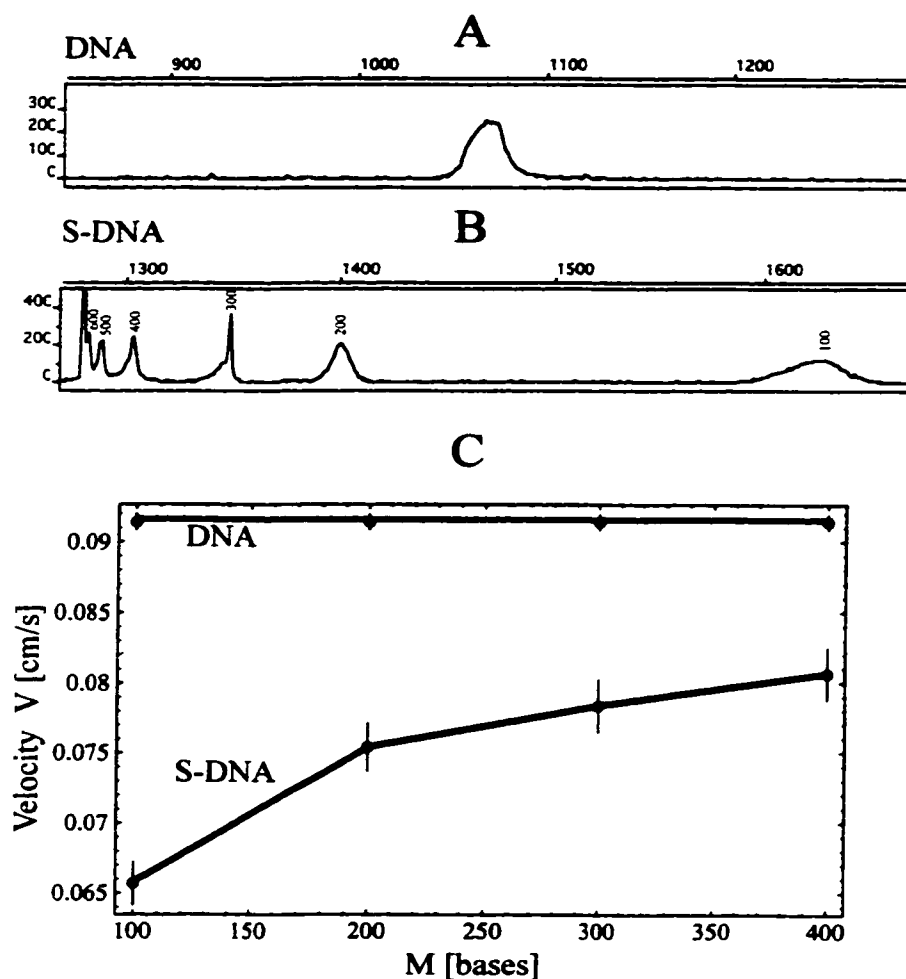 A
DNA
900 1000 1100 1200
30C
20C
10C
C
B
S-DNA
1300 1400 1500 1600
40C
20C
C
600
500
400
300
200
100
C
0.09
0.085
0.08
0.075
0.07
0.065
DNA
S-DNA
Velocity V [cm/s]
100 150 200 250 300 350 400
M [bases]